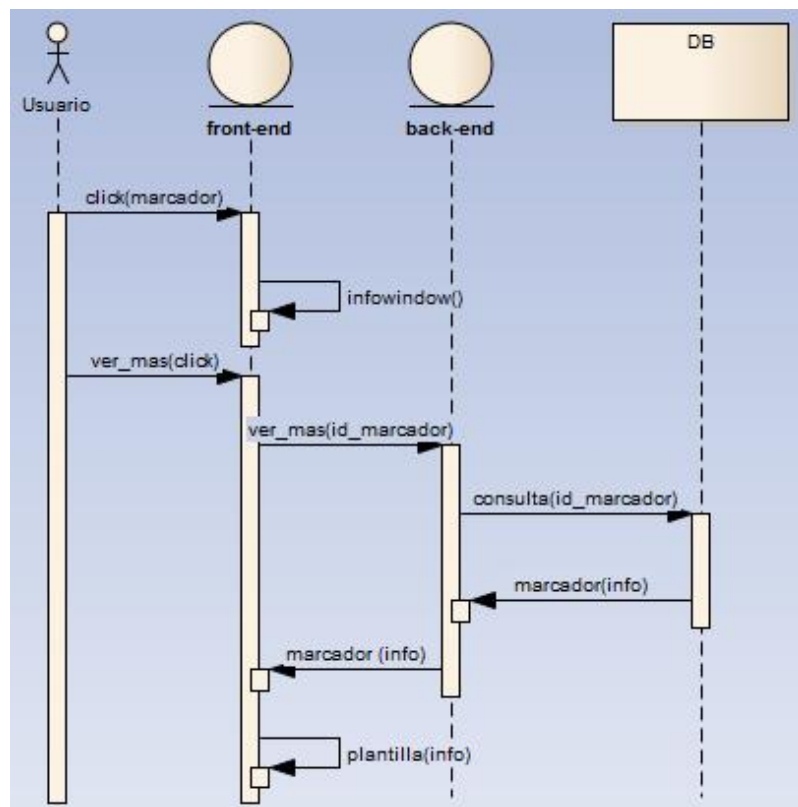 Usuario
front-end
back-end
DB
click(marcador)
infowindow()
ver_mas(click)
ver_mas(id_marcador)
consulta(id_marcador)
marcador(info)
marcador (info)
plantilla(info)